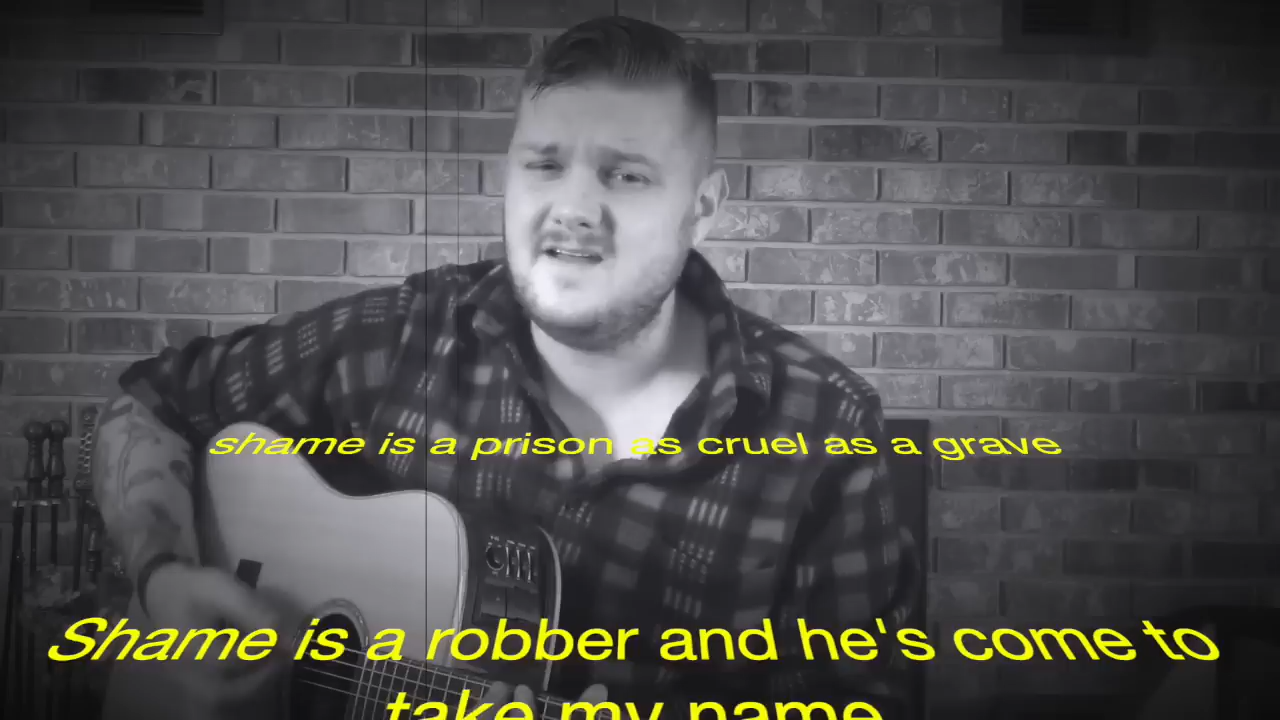 shame is a prison as cruel as a grave
Shame is a robber and he's come to
take my name